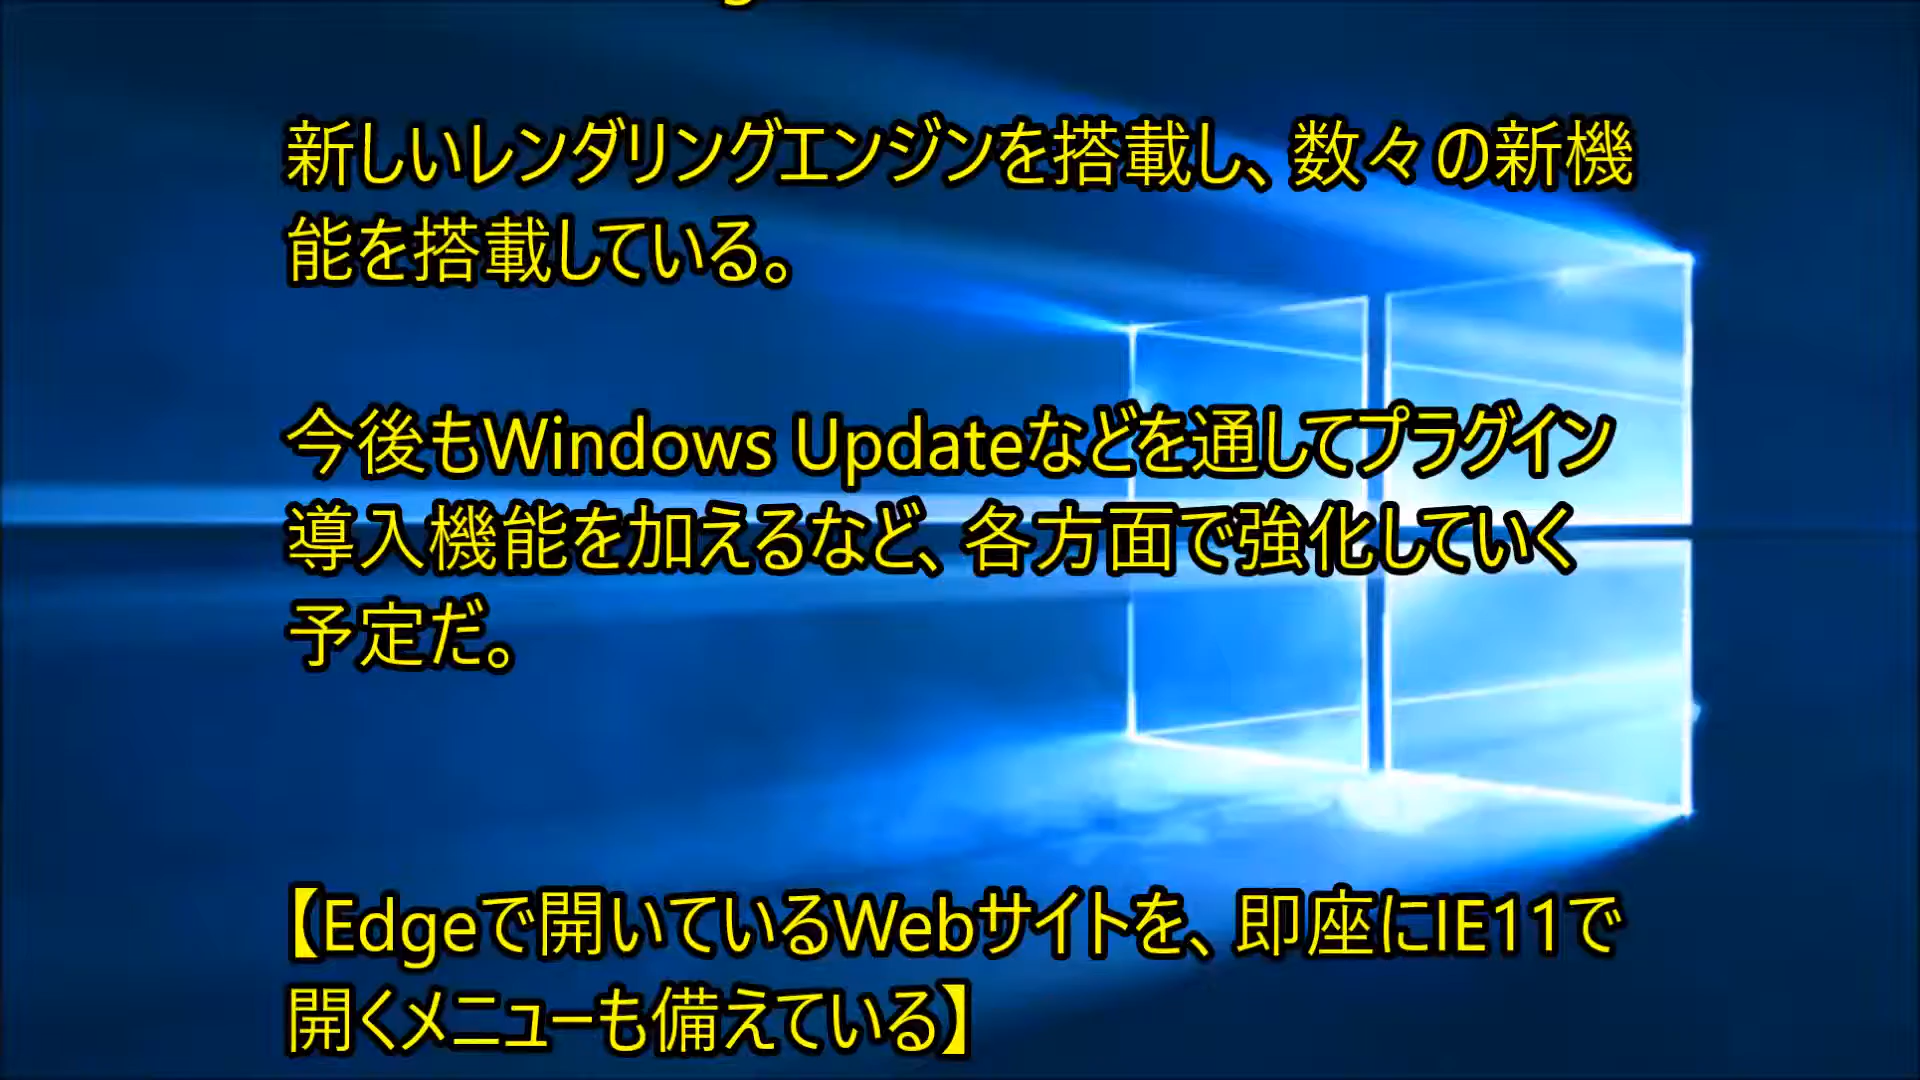 新しいレンダリングエンジンを搭載し、数々の新機
能を搭載している。
今後もWindows Updateなどを通してプラグイン
導入機能を加えるなど、各方面で強化していく
予定だ。
【Edgeで開いているWebサイトを、即座にIE11で
開くメニューも備えている】